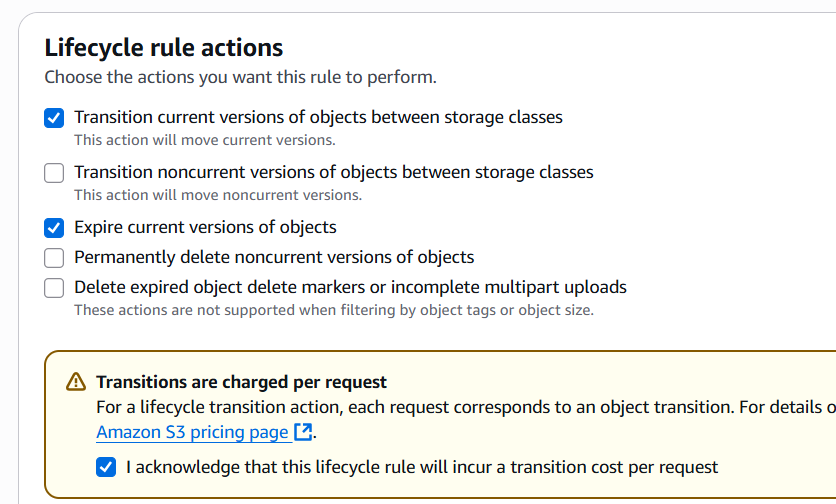 Lifecycle rule actions
Choose the actions you want this rule to perform.
Transition current versions of objects between storage classes
This action will move current versions.
Transition noncurrent versions of objects between storage classes
This action will move noncurrent versions.
Expire current versions of objects
Permanently delete noncurrent versions of objects
Delete expired object delete markers or incomplete multipart uploads
These actions are not supported when filtering by object tags or object size.
Transitions are charged per request
For a lifecycle transition action, each request corresponds to an object transition. For details
Amazon S3 pricing page.
I acknowledge that this lifecycle rule will incur a transition cost per request